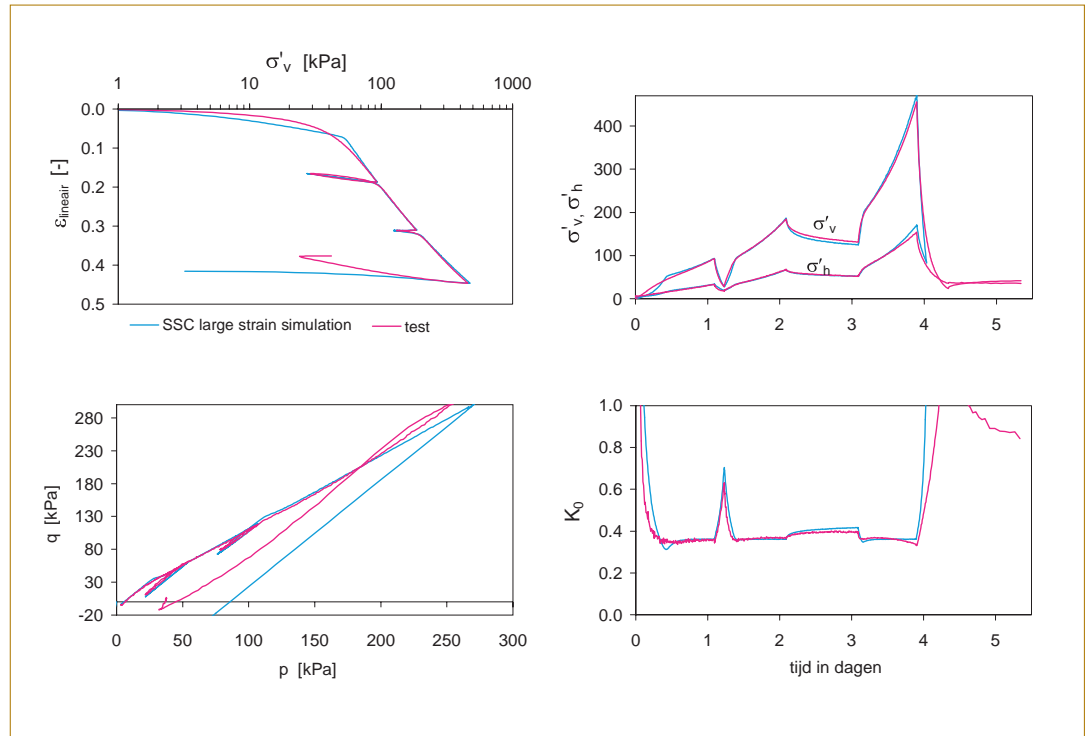 σ'v [kPa]
1 10 100 1000
0.0
0.1
0.2
0.3
0.4
0.5
εlineair [-]
SSC large strain simulation test
400
300
200
100
0
σ'v, σ'h
σ'v
σ'h
0 1 2 3 4 5
280
230
180
130
80
30
-20
q [kPa]
0 50 100 150 200 250 300
p [kPa]
1.0
0.8
0.6
0.4
0.2
0.0
K0
0 1 2 3 4 5
tijd in dagen